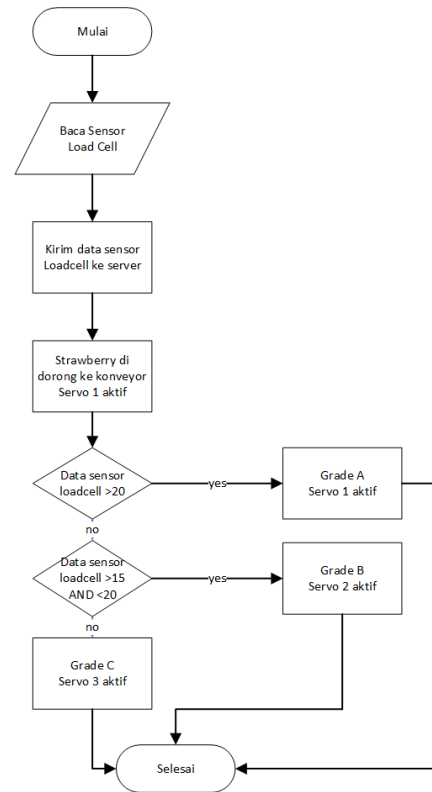 Mulai
Baca Sensor
Load Cell
Kirim data sensor
Loadcell ke server
Strawberry di
dorong ke konveyor
Servo 1 aktif
Data sensor
loadcell >20
yes
Grade A
Servo 1 aktif
no
Data sensor
loadcell >15
AND <20
yes
Grade B
Servo 2 aktif
no
Grade C
Servo 3 aktif
Selesai